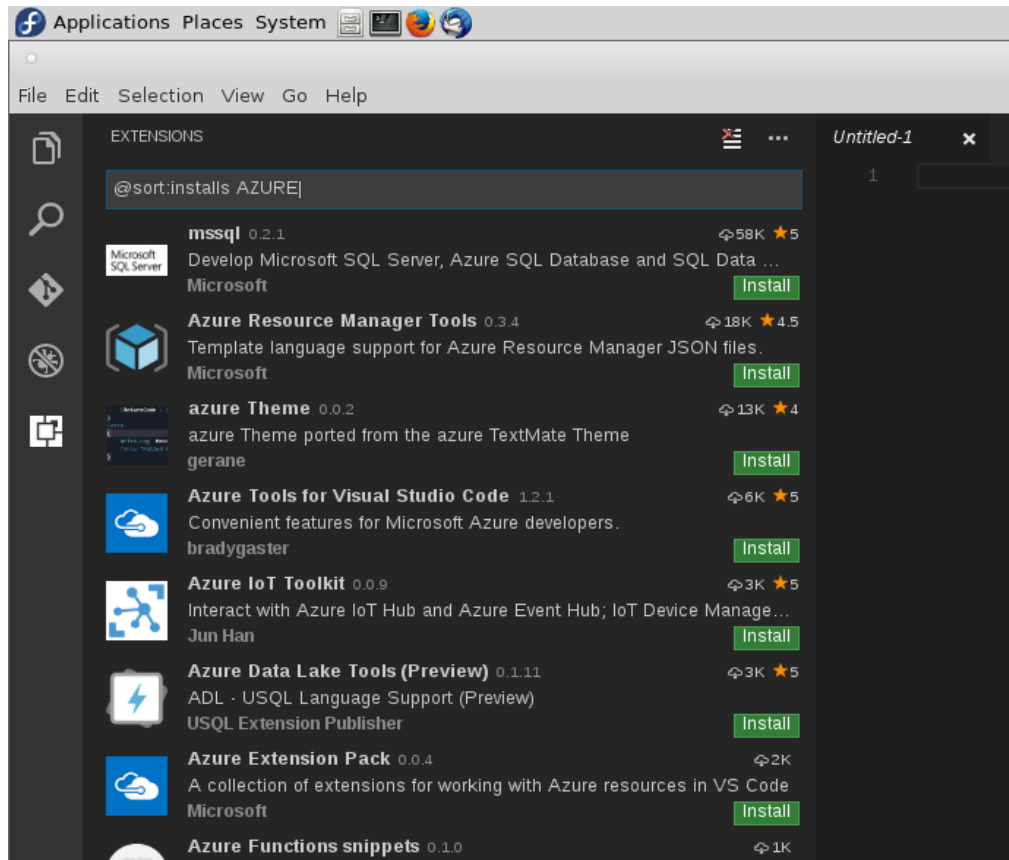 Applications Places System
File Edit Selection View Go Help
EXTENSIONS
Untitled-1
@sort:installs AZURE
1
mssql 0.2.1 58K 5
Microsoft
SQL Server
Develop Microsoft SQL Server, Azure SQL Database and SQL Data ...
Microsoft Install
Azure Resource Manager Tools 0.3.4 18K 4.5
Template language support for Azure Resource Manager JSON files.
Microsoft Install
azure Theme 0.0.2 13K 4
azure Theme ported from the azure TextMate Theme
gerane Install
Azure Tools for Visual Studio Code 1.2.1 6K 5
Convenient features for Microsoft Azure developers.
bradygaster Install
Azure IoT Toolkit 0.0.9 3K 5
Interact with Azure IoT Hub and Azure Event Hub; IoT Device Manage...
Jun Han Install
Azure Data Lake Tools (Preview) 0.1.11 3K 5
ADL - USQL Language Support (Preview)
USQL Extension Publisher Install
Azure Extension Pack 0.0.4 2K
A collection of extensions for working with Azure resources in VS Code
Microsoft Install
Azure Functions snippets 0.1.0 1K